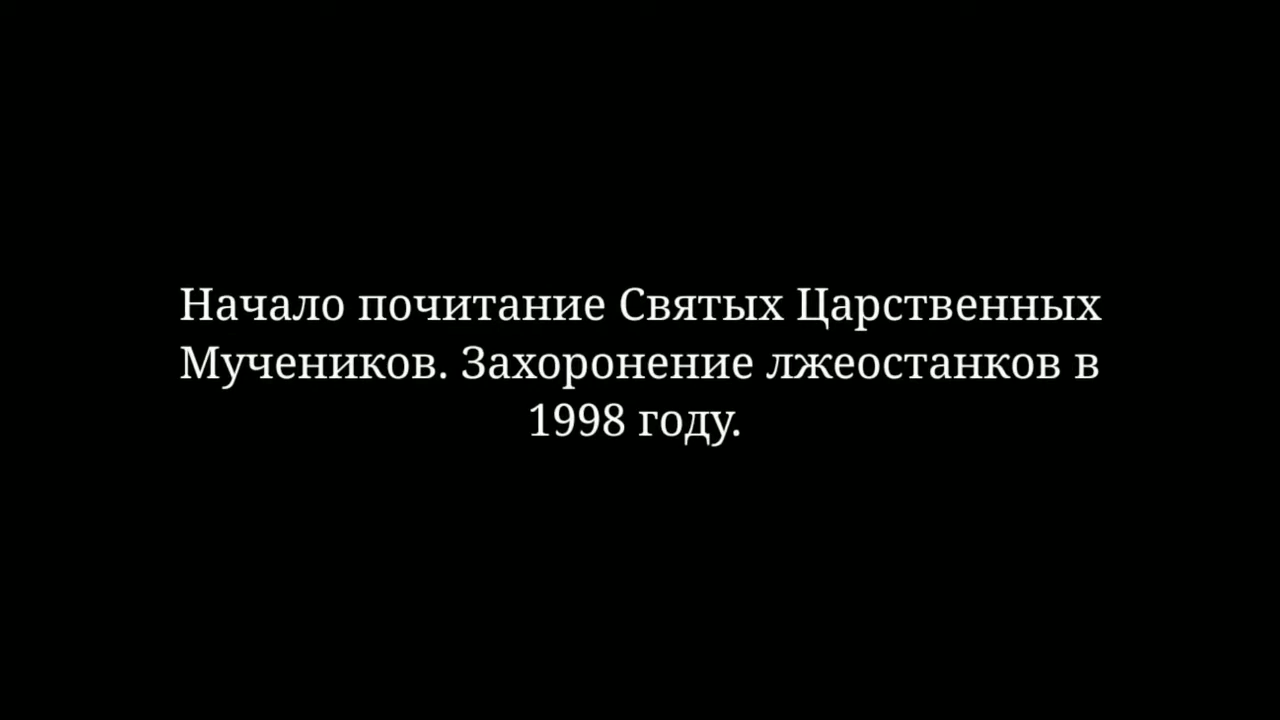 Начало почитание Святых Царственных
Мучеников. Захоронение лжеостанков в
1998 году.